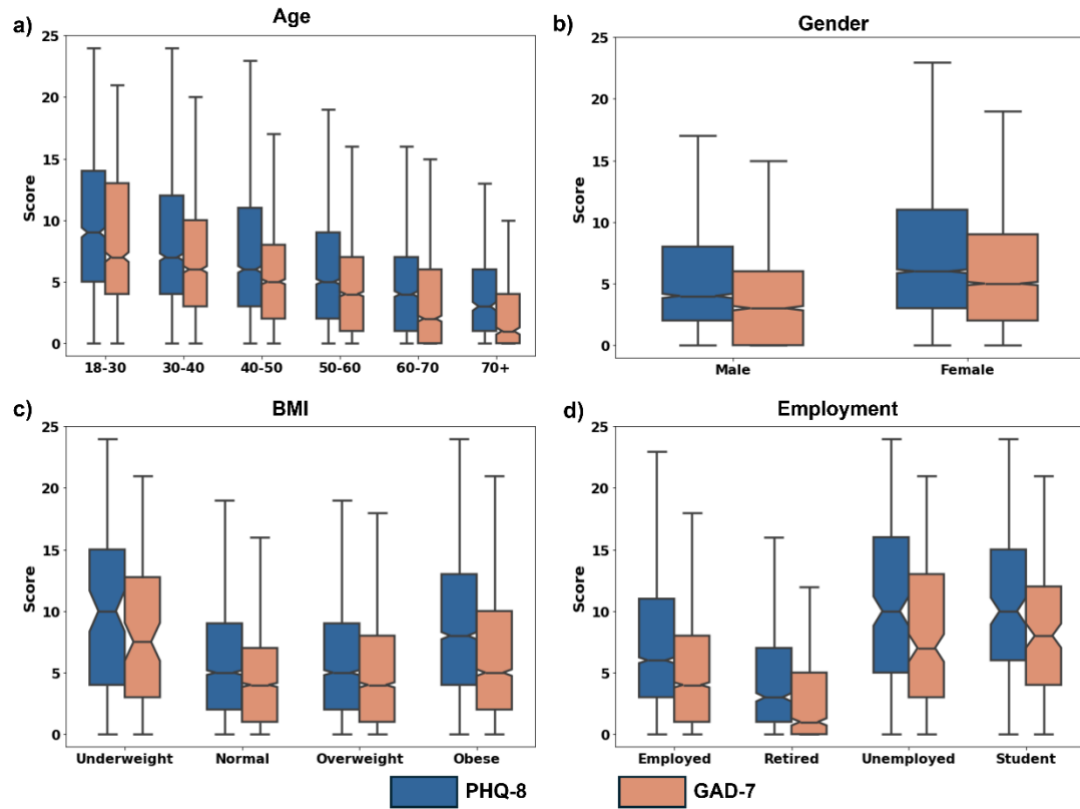 a)
Age
Score
25
20
15
10
5
0
18-30 30-40 40-50 50-60 60-70 70+
b)
Gender
Score
25
20
15
10
5
0
Male Female
c)
BMI
Score
25
20
15
10
5
0
Underweight Normal Overweight Obese
d)
Employment
Score
25
20
15
10
5
0
Employed Retired Unemployed Student
PHQ-8 GAD-7